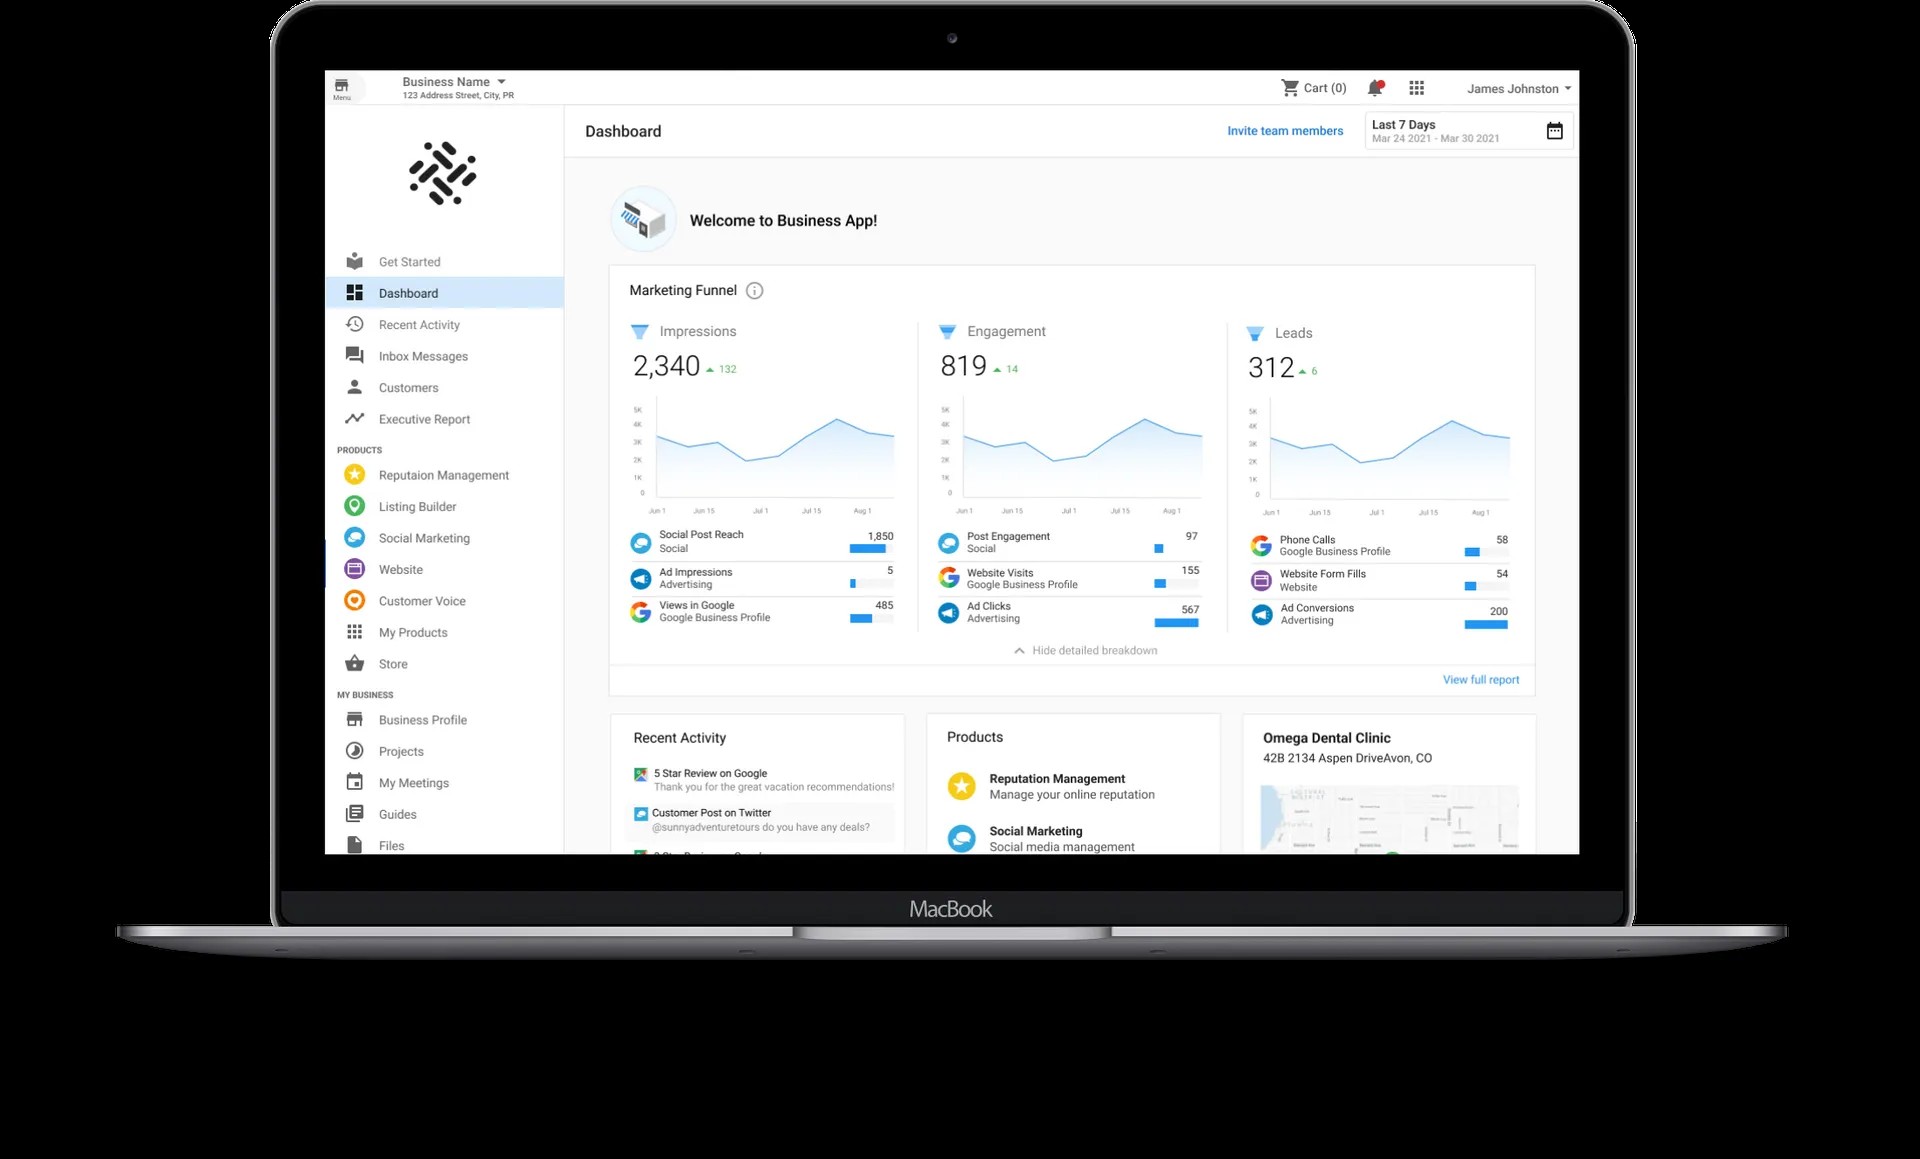 Menu
Business Name
123 Address Street, City, PR
Cart (0)
James Johnston
Dashboard
Invite team members
Last 7 Days
Mar 24 2021 - Mar 30 2021
Get Started
Dashboard
Recent Activity
Inbox Messages
Customers
Executive Report
PRODUCTS
Reputaion Management
Listing Builder
Social Marketing
Website
Customer Voice
My Products
Store
MY BUSINESS
Business Profile
Projects
My Meetings
Guides
Files
Welcome to Business App!
Marketing Funnel
Impressions
2,340 132
5K
4K
3K
2K
1K
0
Jun 1 Jun 15 Jul 1 Jul 15 Aug 1
Social Post Reach 1,850
Social
Ad Impressions 5
Advertising
Views in Google 485
Google Business Profile
Engagement
819 14
5K
4K
3K
2K
1K
0
Jun 1 Jun 15 Jul 1 Jul 15 Aug 1
Post Engagement 97
Social
Website Visits 155
Google Business Profile
Ad Clicks 567
Advertising
Leads
312 6
5K
4K
3K
2K
1K
0
Jun 1 Jun 15 Jul 1 Jul 15 Aug 1
Phone Calls 58
Google Business Profile
Website Form Fills 54
Website
Ad Conversions 200
Advertising
Hide detailed breakdown
View full report
Recent Activity
5 Star Review on Google
Thank you for the great vacation recommendations!
Customer Post on Twitter
@sunnyadventuretours do you have any deals?
Products
Reputation Management
Manage your online reputation
Social Marketing
Social media management
Omega Dental Clinic
42B 2134 Aspen DriveAvon, CO
MacBook